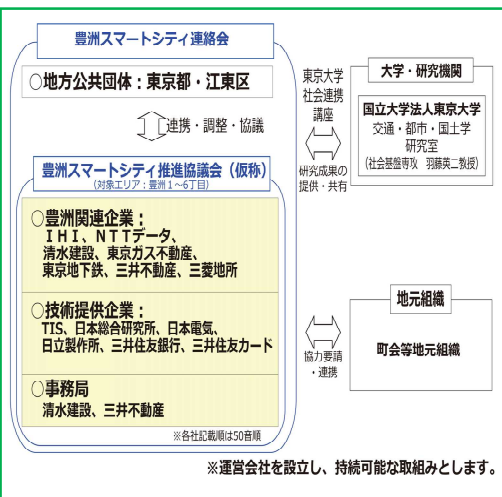 豊洲スマートシティ連絡会
○地方公共団体：東京都・江東区
連携・調整・協議
豊洲スマートシティ推進協議会（仮称）
（対象エリア：豊洲１～6丁目）
○豊洲関連企業：
ＩＨＩ、ＮＴＴデータ、
清水建設、東京ガス不動産、
東京地下鉄、三井不動産、三菱地所
○技術提供企業：
TIS、日本総合研究所、日本電気、
日立製作所、三井住友銀行、三井住友カード
○事務局
清水建設、三井不動産
※各社記載順は50音順
東京大学
社会連携
講座
研究成果の
提供・共有
大学・研究機関
国立大学法人東京大学
交通・都市・国土学
研究室
（社会基盤専攻　羽藤英二教授）
協力要請
・連携
地元組織
町会等地元組織
※運営会社を設立し、持続可能な取組みとします。